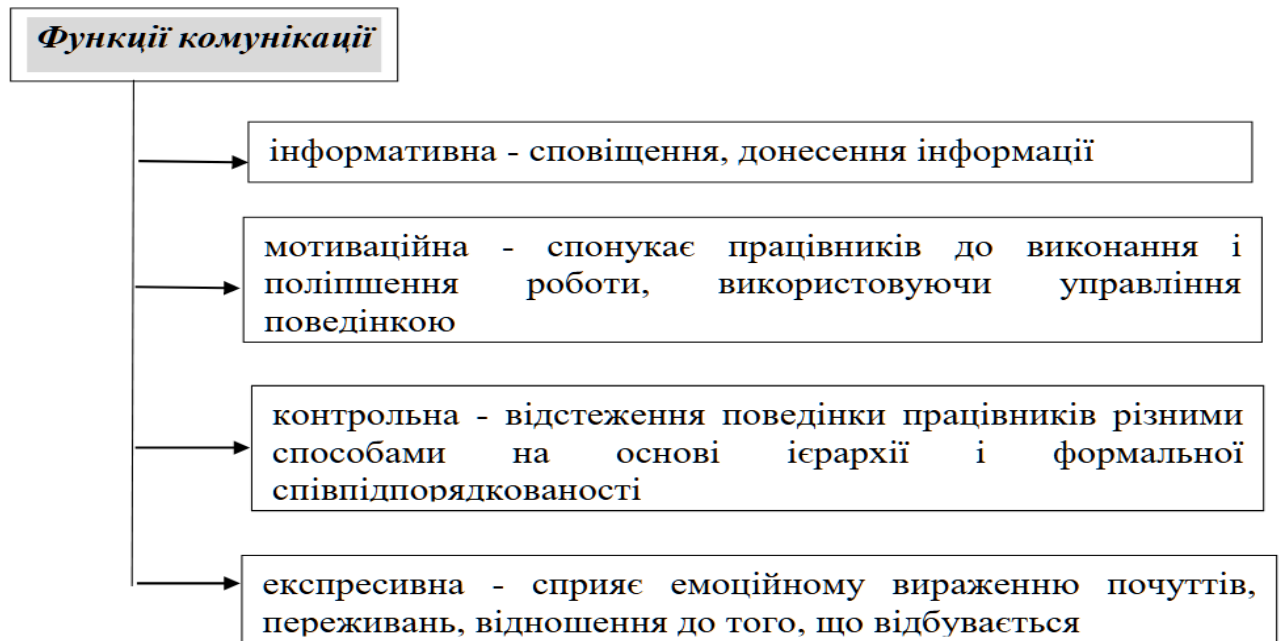 Функції комунікації
інформативна - сповіщення, донесення інформації
мотиваційна - спонукає працівників до виконання і
поліпшення роботи, використовуючи управління
поведінкою
контрольна - відстеження поведінки працівників різними
способами на основі ієрархії і формальної
співпідпорядкованості
експресивна - сприяє емоційному вираженню почуттів,
переживань, відношення до того, що відбувається